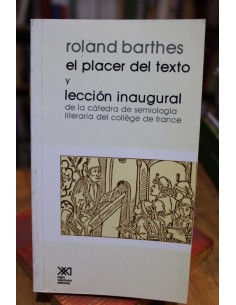 roland barthes
el placer del texto
y
lección inaugural
de la cátedra de semiología
literaria del collège de france
siglo
veintiuno
editores